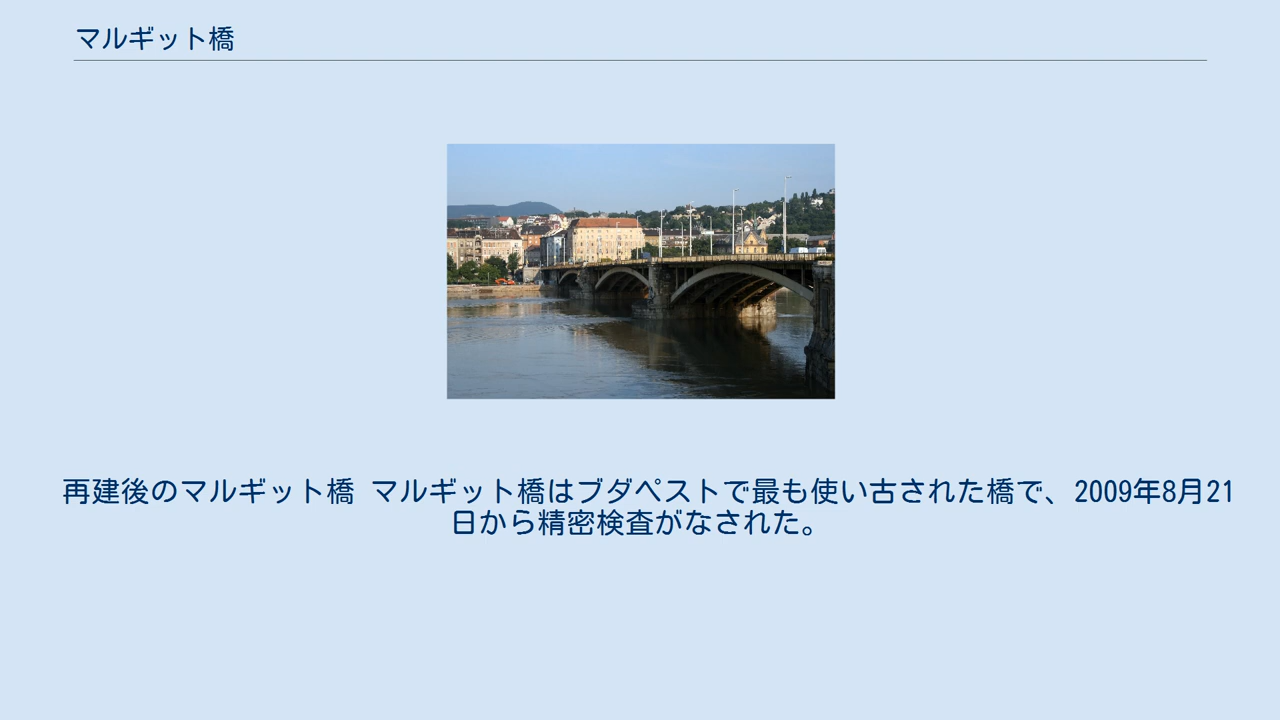 マルギット橋
再建後のマルギット橋 マルギット橋はブダペストで最も使い古された橋で、2009年8月21
日から精密検査がなされた。